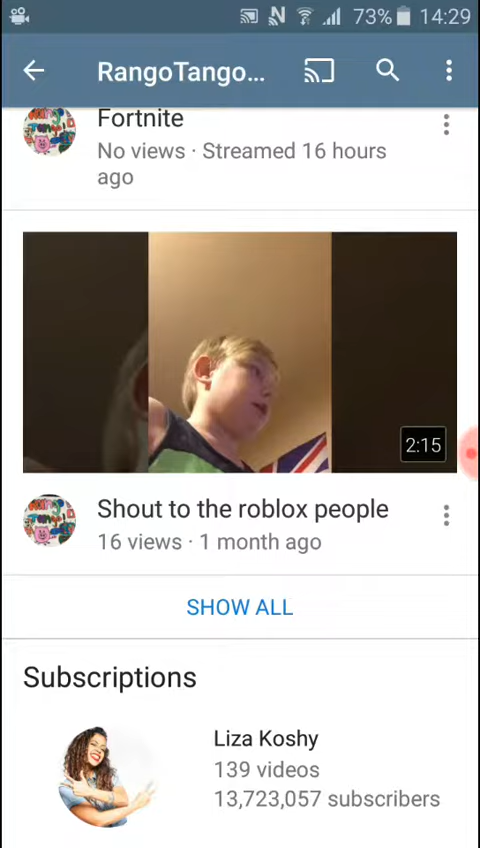 73% 14:29
RangoTango...
Fortnite
No views · Streamed 16 hours
ago
2:15
Shout to the roblox people
16 views · 1 month ago
SHOW ALL
Subscriptions
Liza Koshy
139 videos
13,723,057 subscribers